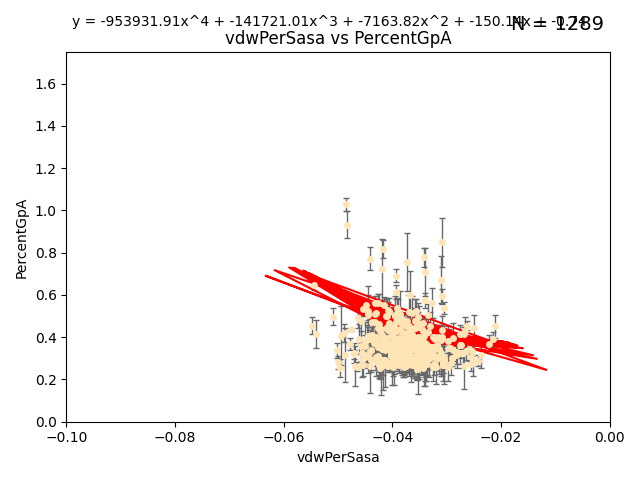 y = -953931.91x^4 + -141721.01x^3 + -7163.82x^2 + -150.14x +
N = 1289
vdwPerSasa vs PercentGpA
PercentGpA
1.6
1.4
1.2
1.0
0.8
0.6
0.4
0.2
0.0
−0.10 −0.08 −0.06 −0.04 −0.02 0.00
vdwPerSasa